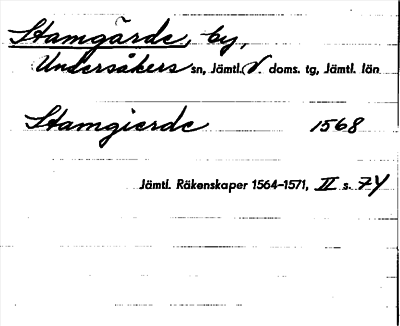 Stamgärde, by,
Undersåkers sn, Jämtl. V. doms. tg, Jämtl. län
Stamgierde 1568
Jämtl. Räkenskaper 1564–1571, II s. 74